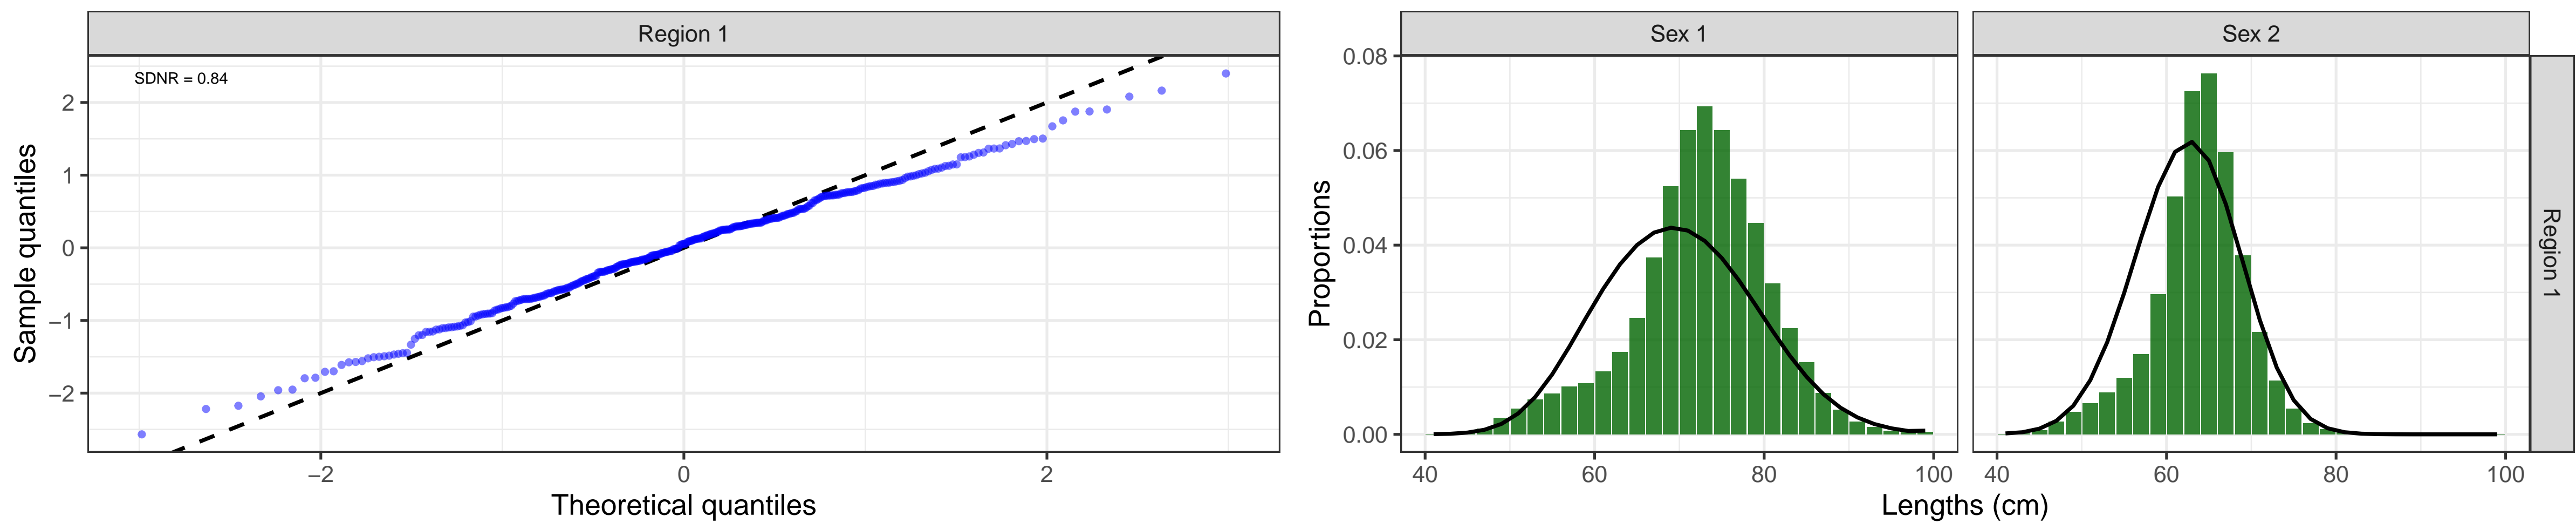 Region 1
SDNR = 0.84
Sample quantiles
2
1
0
−1
−2
−2 0 2
Theoretical quantiles
Sex 1 Sex 2
Region 1
Proportions
0.08
0.06
0.04
0.02
0.00
40 60 80 100 40 60 80 100
Lengths (cm)